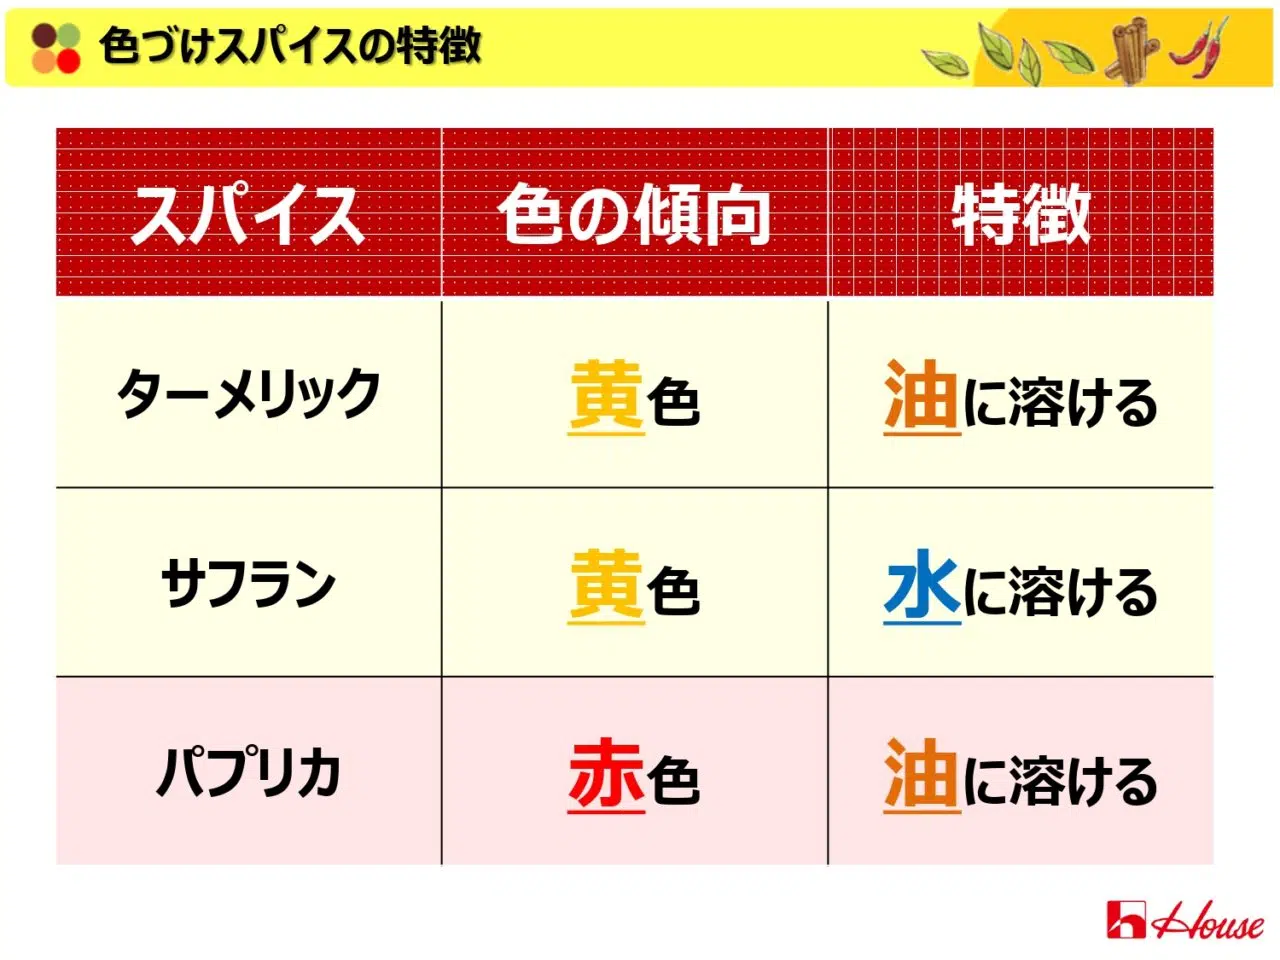 色づけスパイスの特徴
スパイス 色の傾向 特徴
ターメリック 黄色 油に溶ける
サフラン 黄色 水に溶ける
パプリカ 赤色 油に溶ける
House